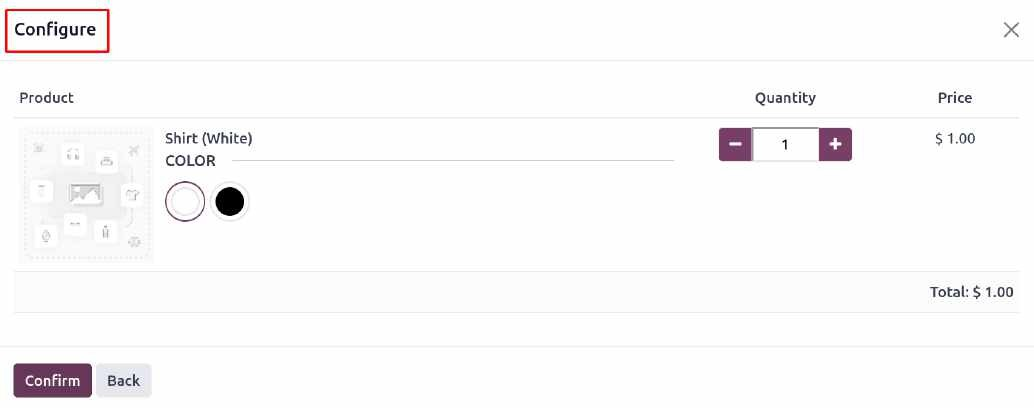 Configure
Product Quantity Price
Shirt (White) 1 $ 1.00
COLOR
Total: $ 1.00
Confirm Back